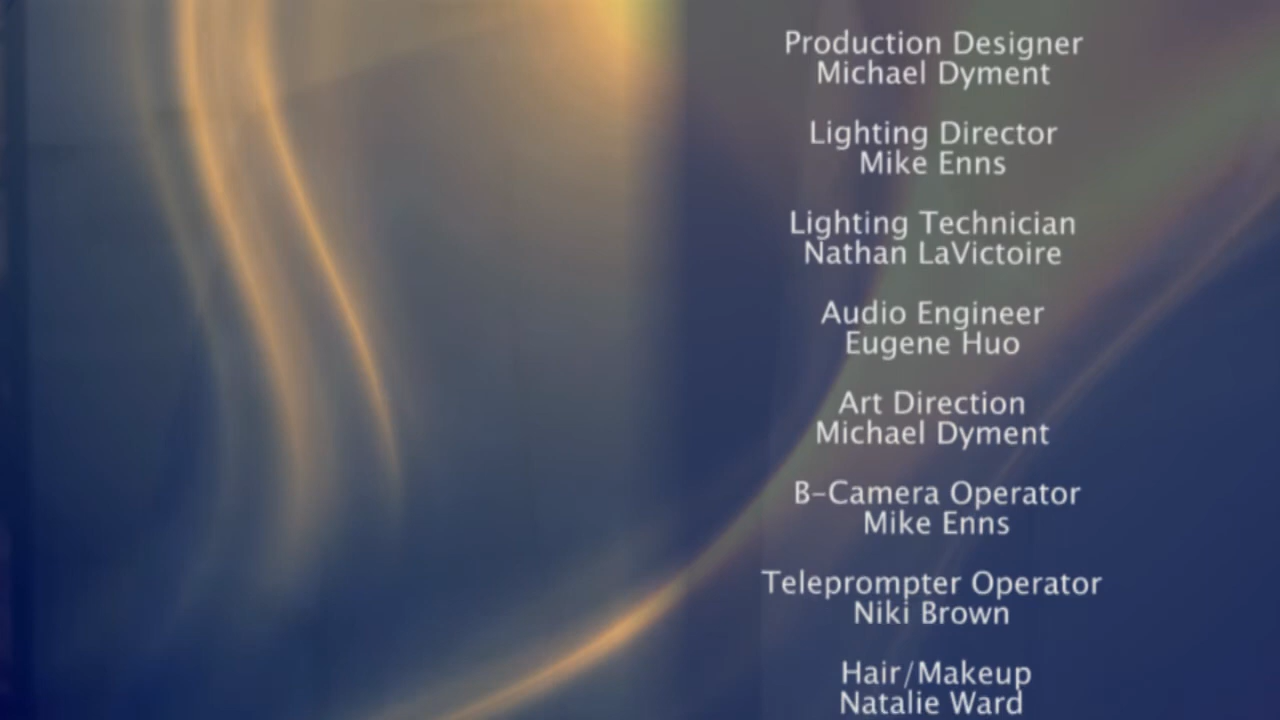 Production Designer
Michael Dyment
Lighting Director
Mike Enns
Lighting Technician
Nathan LaVictoire
Audio Engineer
Eugene Huo
Art Direction
Michael Dyment
B-Camera Operator
Mike Enns
Teleprompter Operator
Niki Brown
Hair/Makeup
Natalie Ward